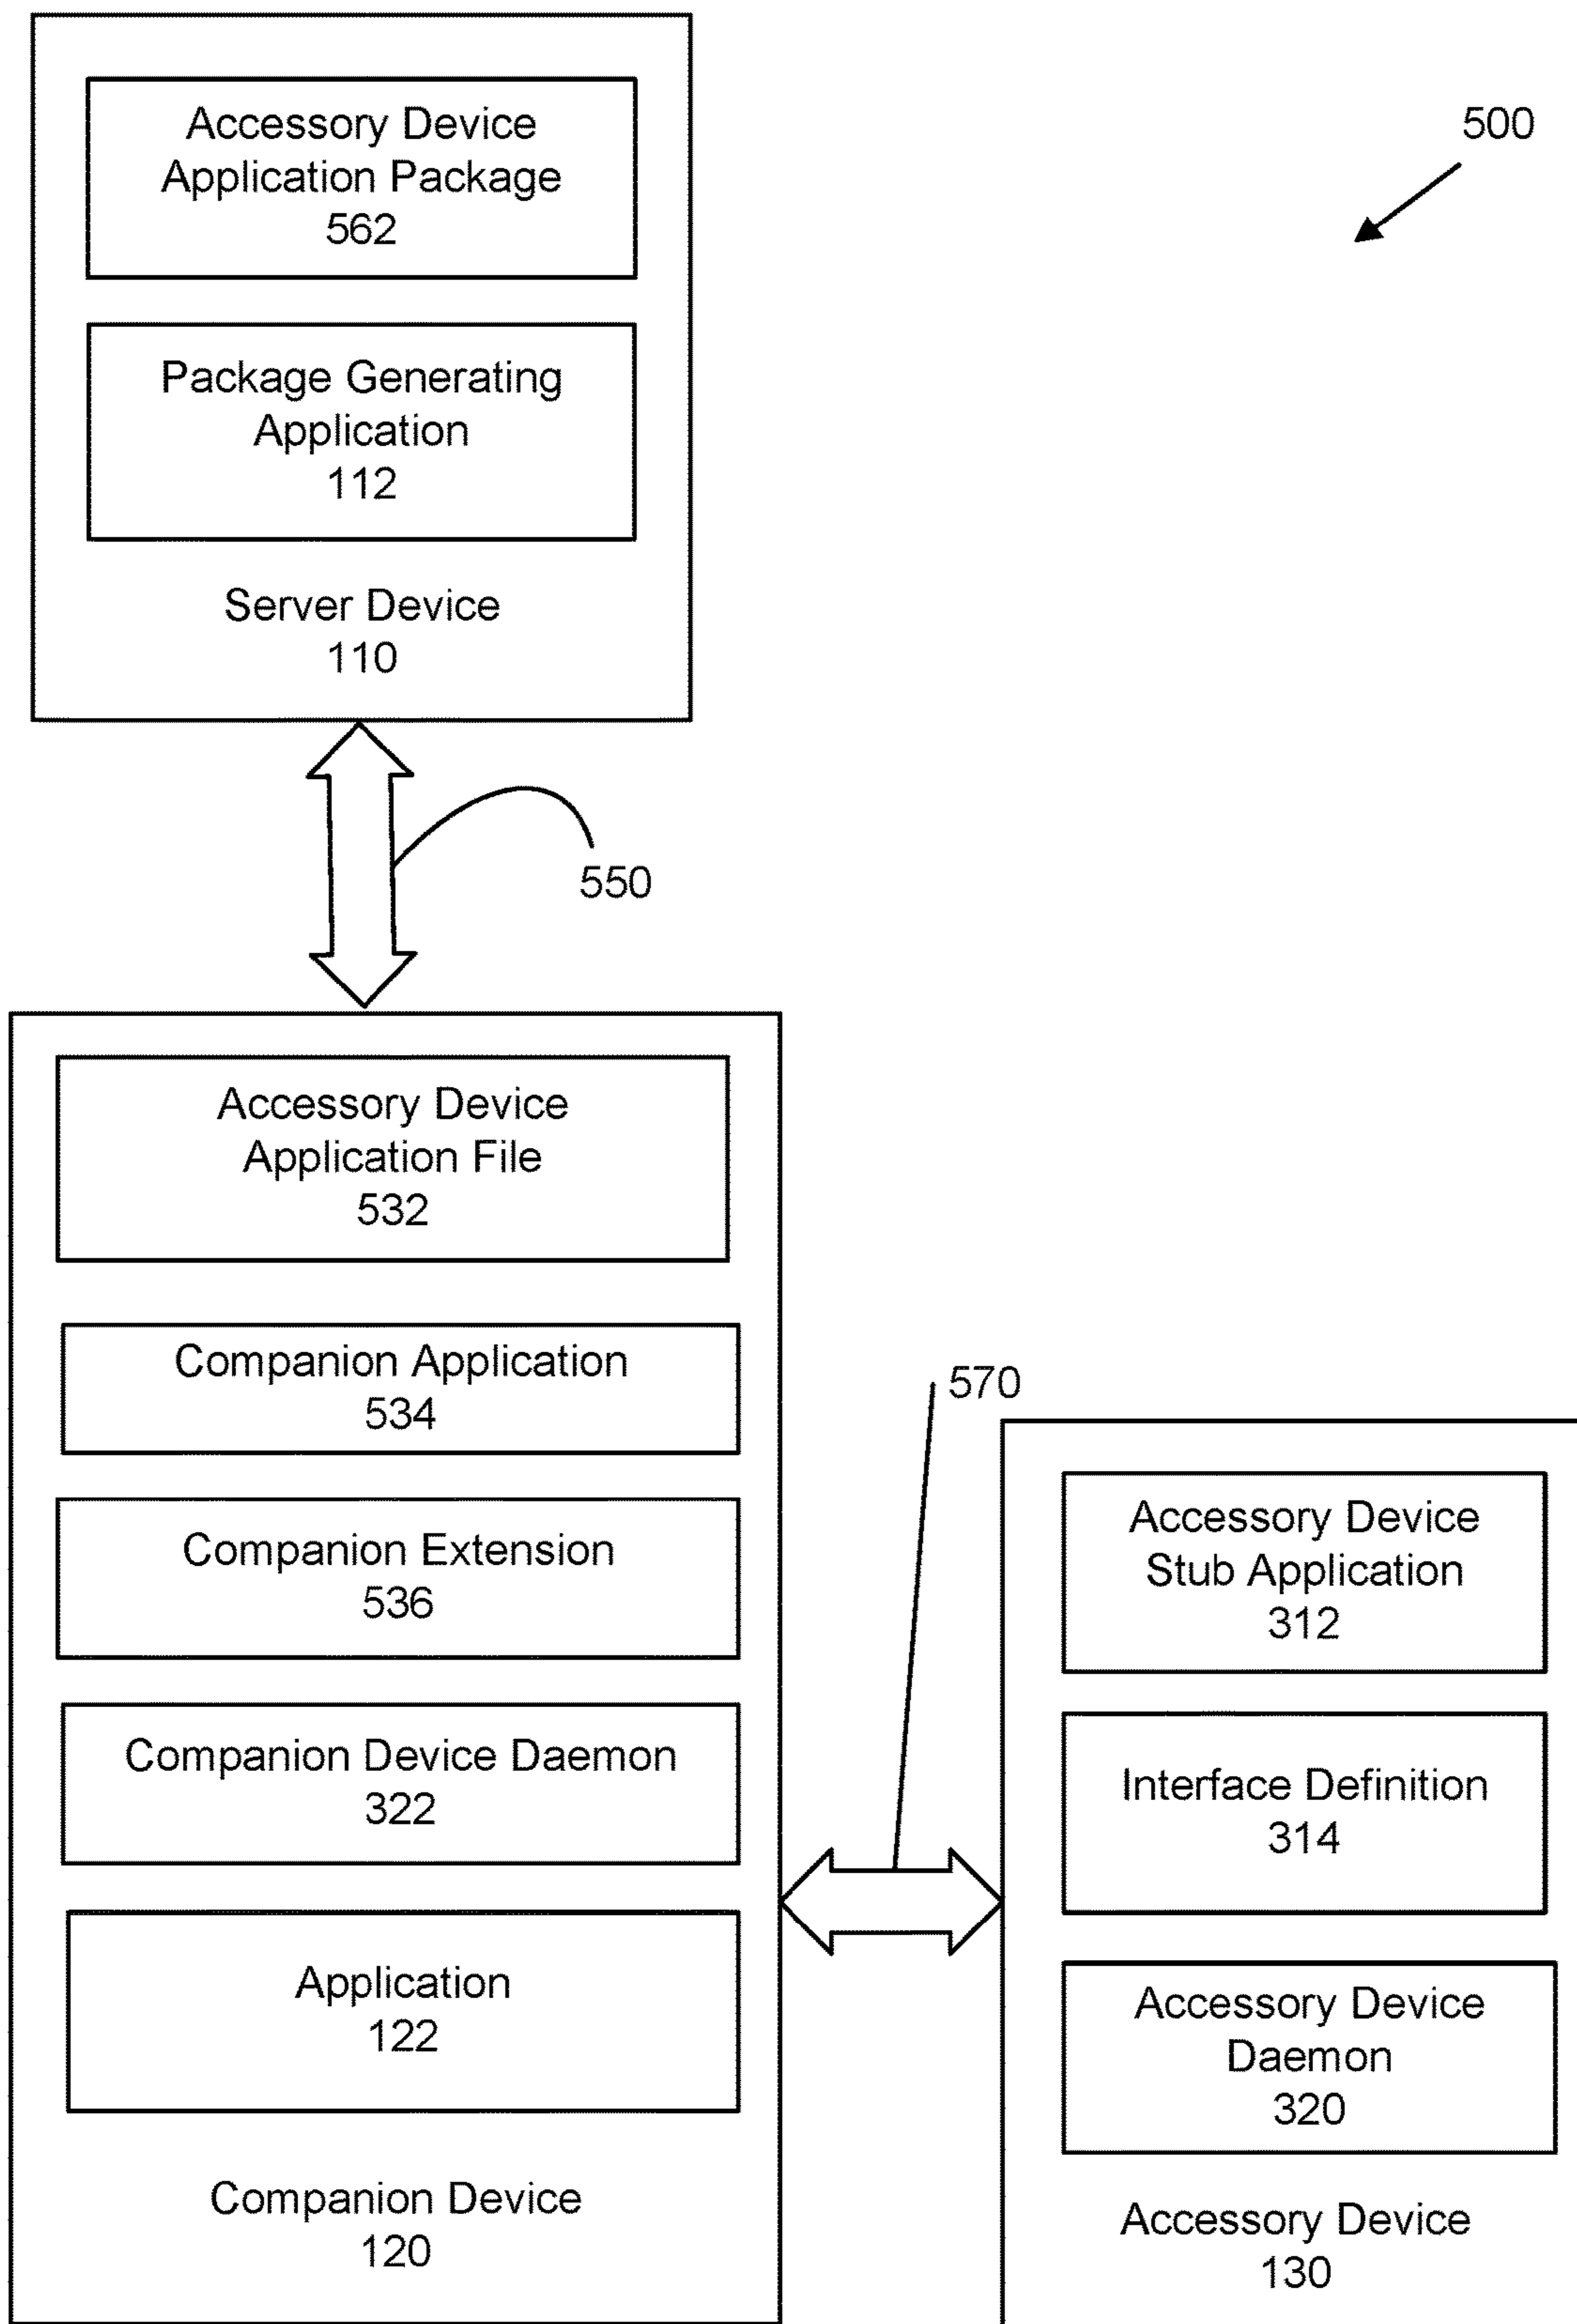 Accessory Device
Application Package
562
Package Generating
Application
112
Server Device
110
500
550
Accessory Device
Application File
532
Companion Application
534
Companion Extension
536
Companion Device Daemon
322
Application
122
Companion Device
120
570
Accessory Device
Stub Application
312
Interface Definition
314
Accessory Device
Daemon
320
Accessory Device
130